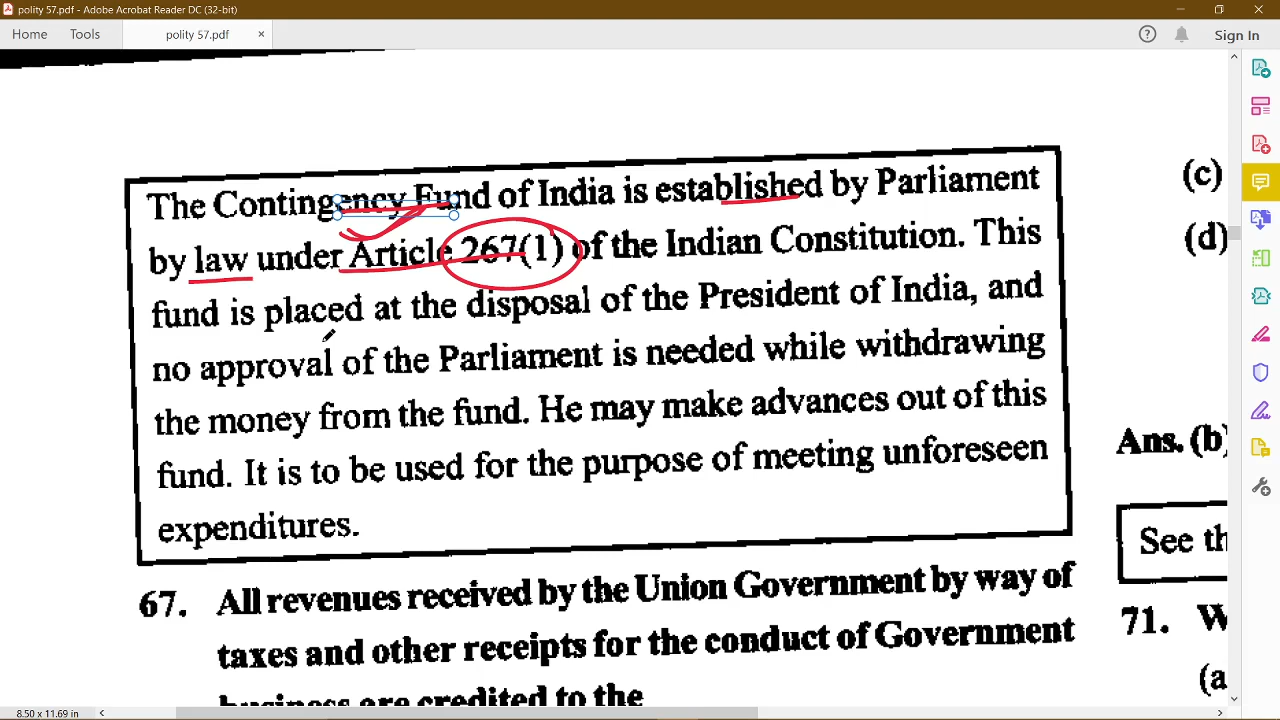 polity 57.pdf - Adobe Acrobat Reader DC (32-bit)
Home Tools polity 57.pdf × Sign In
The Contingency Fund of India is established by Parliament
by law under Article 267(1) of the Indian Constitution. This
fund is placed at the disposal of the President of India, and
no approval of the Parliament is needed while withdrawing
the money from the fund. He may make advances out of this
fund. It is to be used for the purpose of meeting unforeseen
expenditures.
67. All revenues received by the Union Government by way of
taxes and other receipts for the conduct of Government
business are credited to the
(c)
(d)
Ans. (b)
See th
71. W
(a
8.50 x 11.69 in